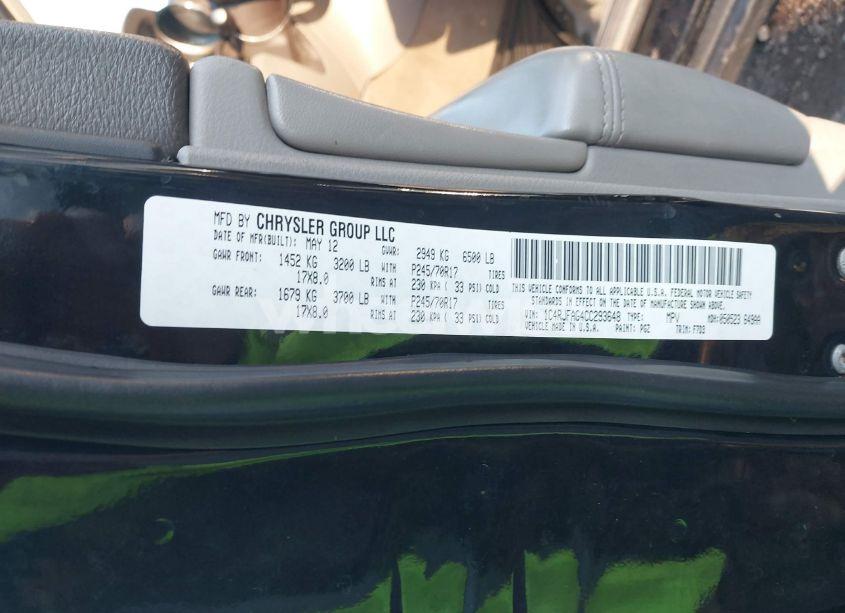 MFD BY CHRYSLER GROUP LLC
DATE OF MFR(BUILT): MAY 12 GVWR: 2949 KG 6500 LB
GAWR FRONT: 1452 KG 3200 LB WITH P245/70R17 TIRES
17X8.0 RIMS AT 230 KPA ( 33 PSI) COLD
GAWR REAR: 1679 KG 3700 LB WITH P245/70R17 TIRES
17X8.0 RIMS AT 230 KPA ( 33 PSI) COLD
THIS VEHICLE CONFORMS TO ALL APPLICABLE U.S.A. FEDERAL MOTOR VEHICLE SAFETY
STANDARDS IN EFFECT ON THE DATE OF MANUFACTURE SHOWN ABOVE.
VIN: 1C4RJFAG4CC293648 TYPE: MPV MDH:050523 649AA
VEHICLE MADE IN U.S.A. PAINT: PGZ TRIM: F7D9